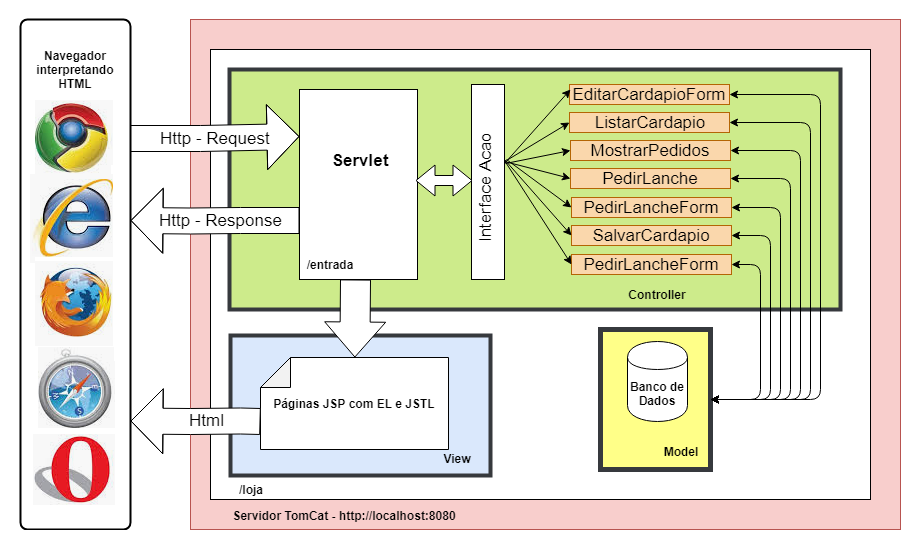 Navegador
interpretando
HTML
Http - Request
Http - Response
Html
Servlet
/entrada
Interface Acao
EditarCardapioForm
ListarCardapio
MostrarPedidos
PedirLanche
PedirLancheForm
SalvarCardapio
PedirLancheForm
Controller
Páginas JSP com EL e JSTL
View
Banco de
Dados
Model
/loja
Servidor TomCat - http://localhost:8080